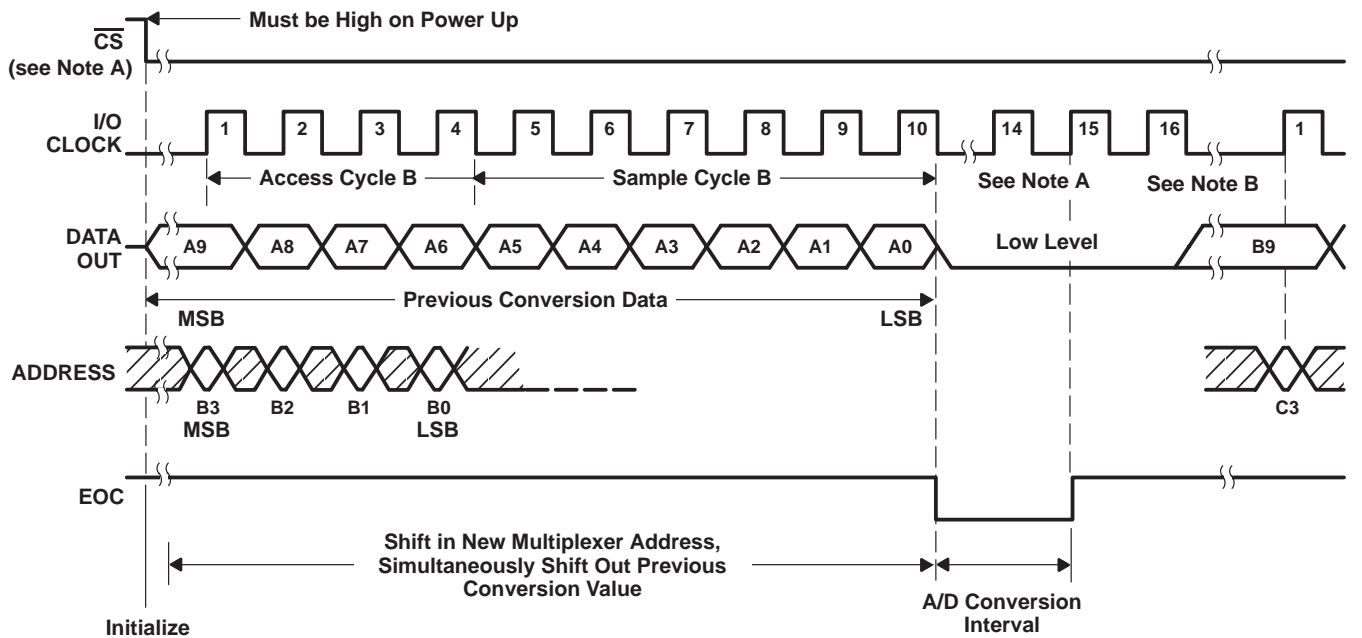 Must be High on Power Up
CS
(see Note A)
I/O
CLOCK
1 2 3 4 5 6 7 8 9 10 14 15 16 1
Access Cycle B
Sample Cycle B
See Note A
See Note B
DATA
OUT
A9 A8 A7 A6 A5 A4 A3 A2 A1 A0
Low Level
B9
Previous Conversion Data
MSB
LSB
ADDRESS
B3 B2 B1 B0
MSB LSB
C3
EOC
Shift in New Multiplexer Address,
Simultaneously Shift Out Previous
Conversion Value
A/D Conversion
Interval
Initialize